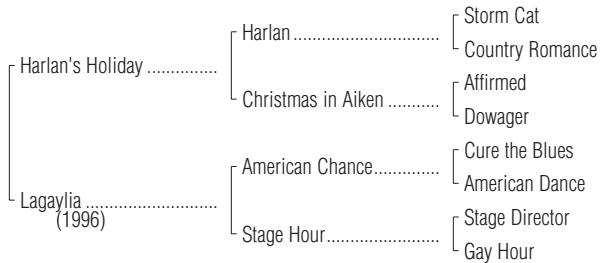 Storm Cat
Harlan
Country Romance
Harlan's Holiday
Affirmed
Christmas in Aiken
Dowager
Cure the Blues
American Chance
American Dance
Lagaylia
(1996)
Stage Director
Stage Hour
Gay Hour